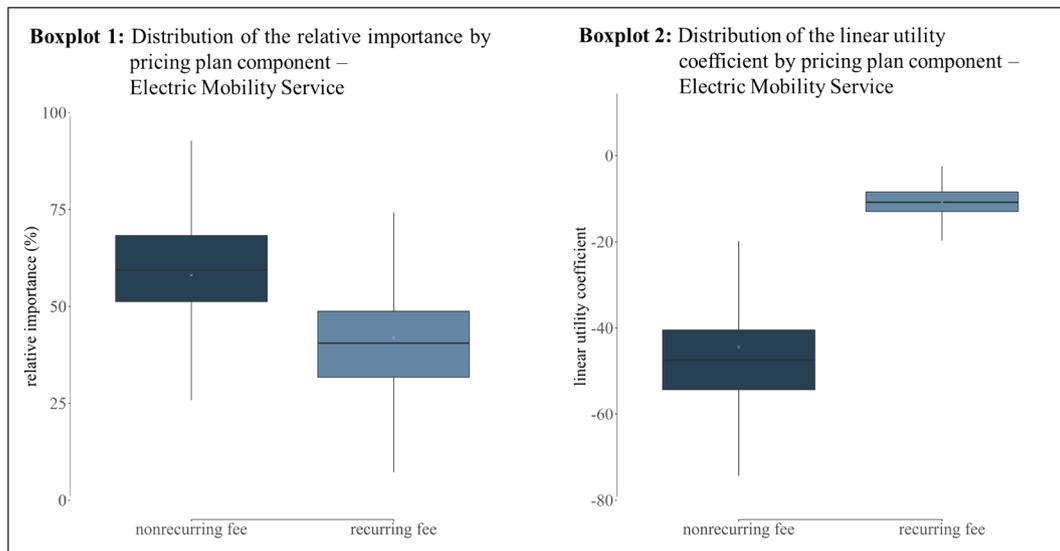 Boxplot 1: Distribution of the relative importance by
pricing plan component –
Electric Mobility Service
100
75
50
25
0
relative importance (%)
nonrecurring fee
recurring fee
Boxplot 2: Distribution of the linear utility
coefficient by pricing plan component –
Electric Mobility Service
0
-20
-40
-60
-80
linear utility coefficient
nonrecurring fee
recurring fee